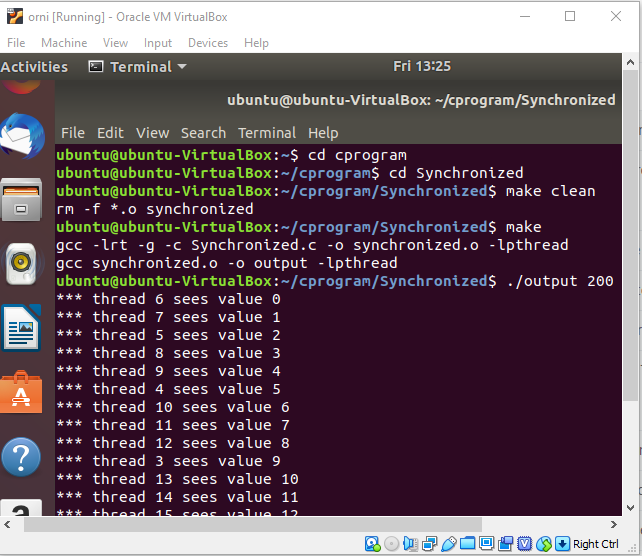 orni [Running] - Oracle VM VirtualBox
File Machine View Input Devices Help
Activities Terminal Fri 13:25
ubuntu@ubuntu-VirtualBox: ~/cprogram/Synchronized
File Edit View Search Terminal Help
ubuntu@ubuntu-VirtualBox:~$ cd cprogram
ubuntu@ubuntu-VirtualBox:~/cprogram$ cd Synchronized
ubuntu@ubuntu-VirtualBox:~/cprogram/Synchronized$ make clean
rm -f *.o synchronized
ubuntu@ubuntu-VirtualBox:~/cprogram/Synchronized$ make
gcc -lrt -g -c Synchronized.c -o synchronized.o -lpthread
gcc synchronized.o -o output -lpthread
ubuntu@ubuntu-VirtualBox:~/cprogram/Synchronized$ ./output 200
*** thread 6 sees value 0
*** thread 7 sees value 1
*** thread 5 sees value 2
*** thread 8 sees value 3
*** thread 9 sees value 4
*** thread 4 sees value 5
*** thread 10 sees value 6
*** thread 11 sees value 7
*** thread 12 sees value 8
*** thread 3 sees value 9
*** thread 13 sees value 10
*** thread 14 sees value 11
*** thread 15 sees value 12
Right Ctrl